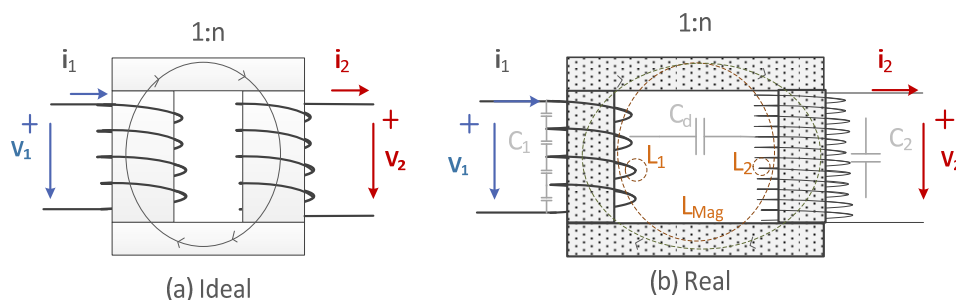 1:n
i1
i2
+
V1
+
V2
(a) Ideal
1:n
i1
i2
+
V1
C1
L1
Cd
L2
LMag
C2
+
V2
(b) Real